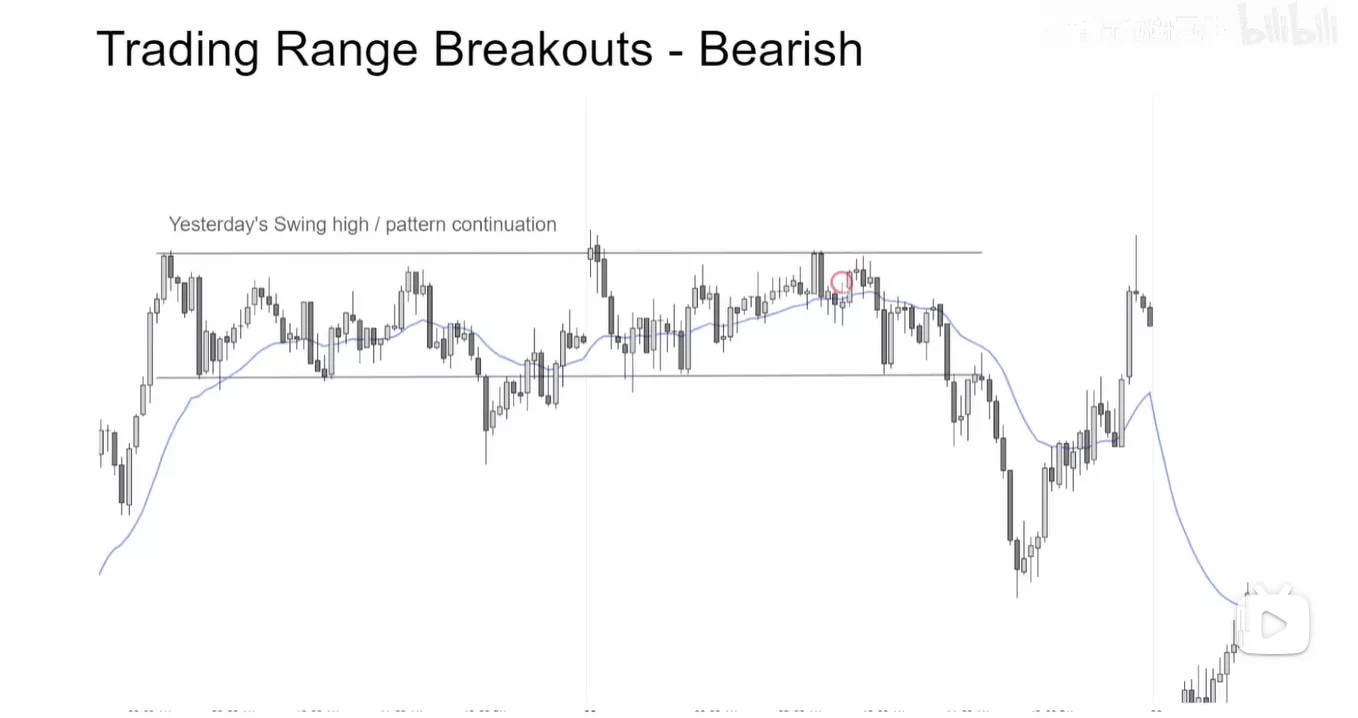 Trading Range Breakouts - Bearish
bilibili
Yesterday's Swing high / pattern continuation